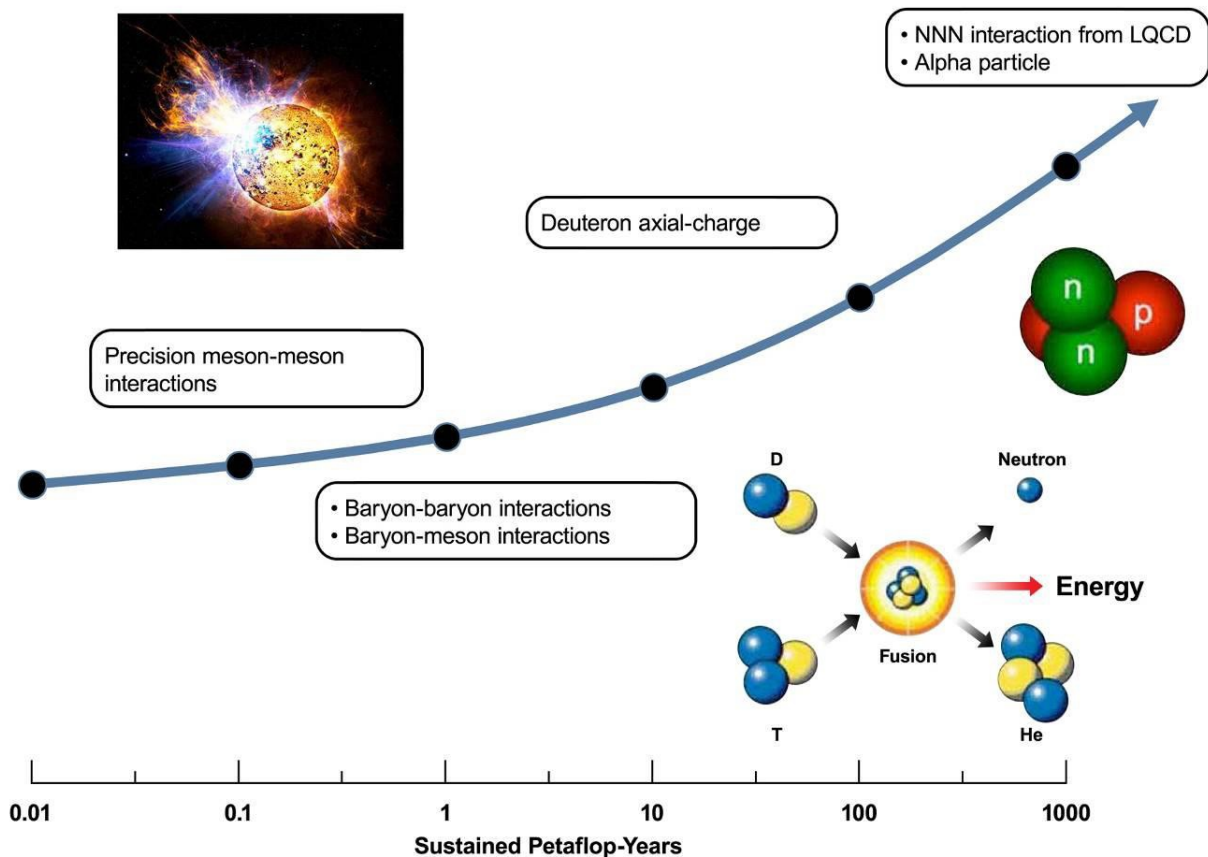 • NNN interaction from LQCD
• Alpha particle
Deuteron axial-charge
n
p
n
Precision meson-meson
interactions
• Baryon-baryon interactions
• Baryon-meson interactions
D
Neutron
Energy
Fusion
T
He
0.01
0.1
1
10
100
1000
Sustained Petaflop-Years